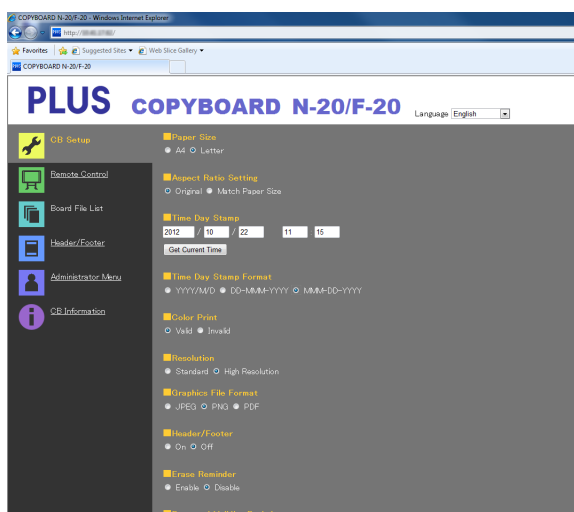 COPYBOARD N-20/F-20 - Windows Internet Explorer
http://
Favorites Suggested Sites Web Slice Gallery
COPYBOARD N-20/F-20
PLUS COPYBOARD N-20/F-20 Language English
CB Setup
Remote Control
Board File List
Header/Footer
Administrator Menu
CB Information
Paper Size
A4 Letter
Aspect Ratio Setting
Original Match Paper Size
Time Day Stamp
2012 / 10 / 22 11 : 15
Get Current Time
Time Day Stamp Format
YYYY/M/D DD-MMM-YYYY MMM-DD-YYYY
Color Print
Valid Invalid
Resolution
Standard High Resolution
Graphics File Format
JPEG PNG PDF
Header/Footer
On Off
Erase Reminder
Enable Disable